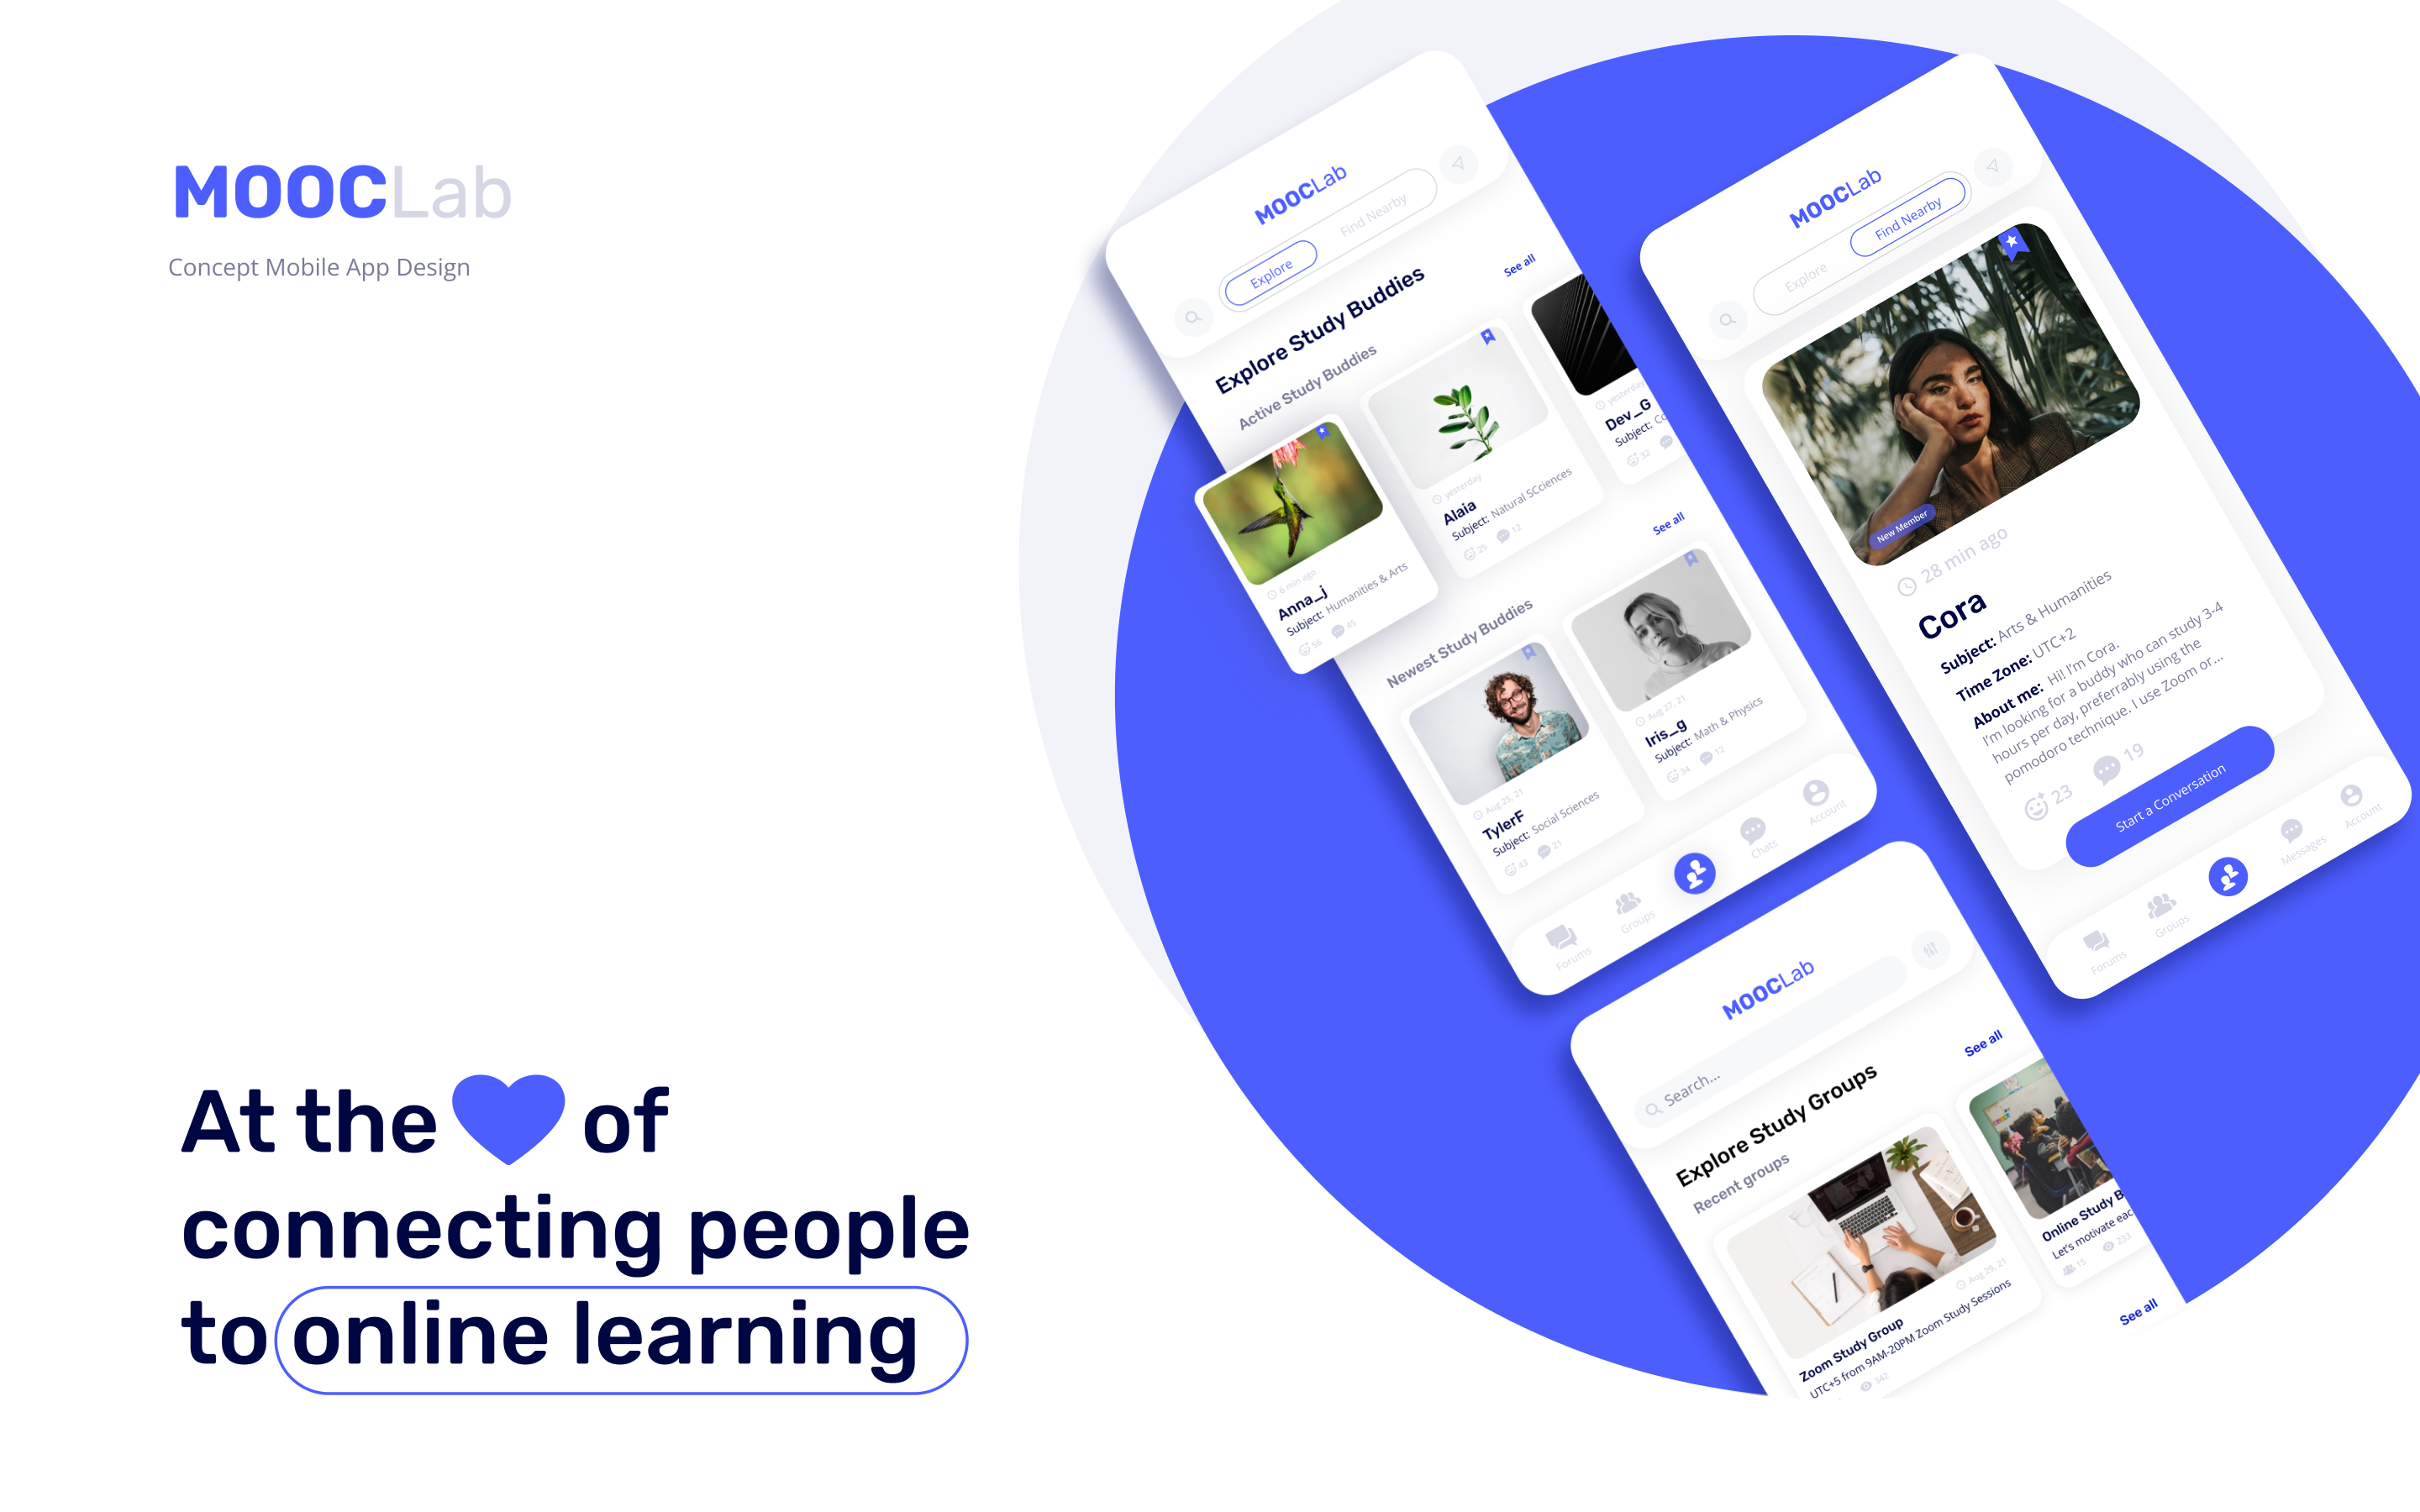 MOOCLab
Concept Mobile App Design
At the
of
connecting people
to online learning
MOOCLab
Explore
Find Nearby
Explore Study Buddies
See all
Active Study Buddies
6 min ago
Anna_j
Subject: Humanities & Arts
56
45
yesterday
Alaia
Subject: Natural SCciences
25
12
yesterday
Dev_G
Subject:
32
See all
Newest Study Buddies
Aug 25, 21
TylerF
Subject: Social Sciences
43
21
Aug 27, 21
Iris_g
Subject: Math & Physics
34
12
Forums
Groups
Chats
Account
MOOCLab
Explore
Find Nearby
New Member
28 min ago
Cora
Subject: Arts & Humanities
Time Zone: UTC+2
About me: Hi! I'm Cora.
I'm looking for a buddy who can study 3-4
hours per day, preferrably using the
pomodoro technique. I use Zoom or...
23
19
Start a Conversation
Forums
Groups
Messages
Account
MOOCLab
Search...
Explore Study Groups
See all
Recent groups
Aug 29, 21
Zoom Study Group
UTC+5 from 9AM-20PM Zoom Study Sessions
342
Online Study B
Let's motivate eac
15
233
See all